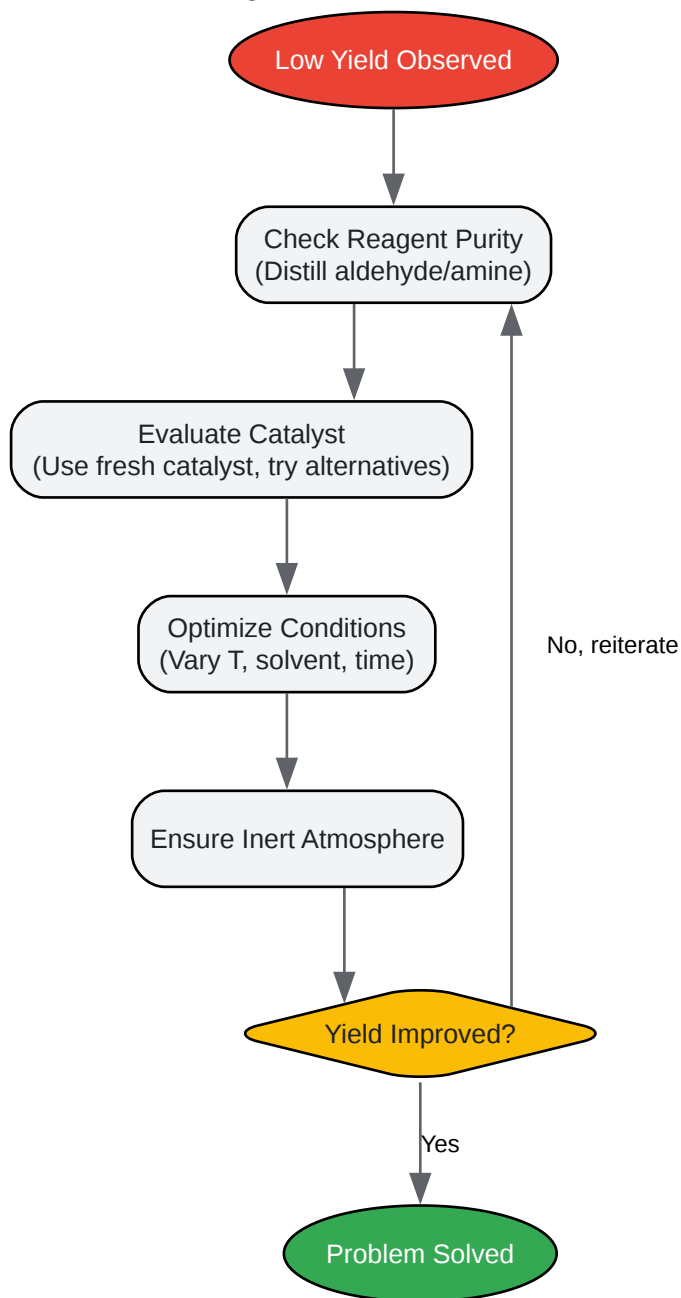 Low Yield Observed
Check Reagent Purity
(Distill aldehyde/amine)
Evaluate Catalyst
(Use fresh catalyst, try alternatives)
Optimize Conditions
(Vary T, solvent, time)
No, reiterate
Ensure Inert Atmosphere
Yield Improved?
Yes
Problem Solved